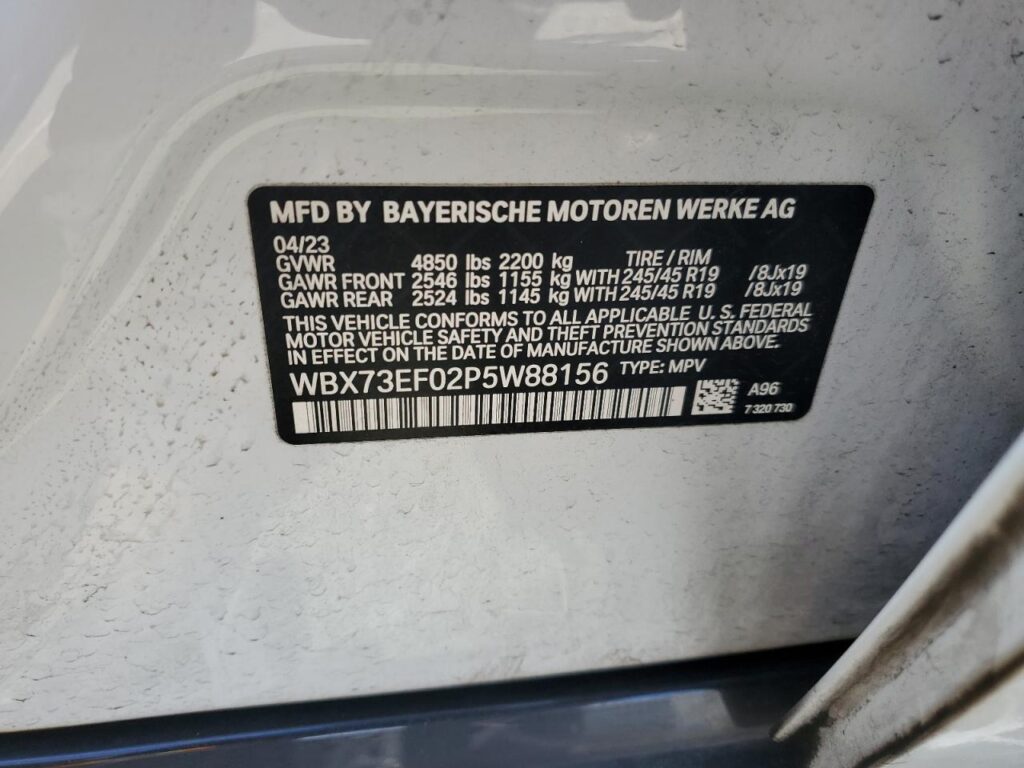 MFD BY BAYERISCHE MOTOREN WERKE AG
04/23
GVWR 4850 lbs 2200 kg TIRE / RIM
GAWR FRONT 2546 lbs 1155 kg WITH 245/45 R19 /8Jx19
GAWR REAR 2524 lbs 1145 kg WITH 245/45 R19 /8Jx19
THIS VEHICLE CONFORMS TO ALL APPLICABLE U. S. FEDERAL
MOTOR VEHICLE SAFETY AND THEFT PREVENTION STANDARDS
IN EFFECT ON THE DATE OF MANUFACTURE SHOWN ABOVE.
WBX73EF02P5W88156 TYPE: MPV
A96
7 320 730